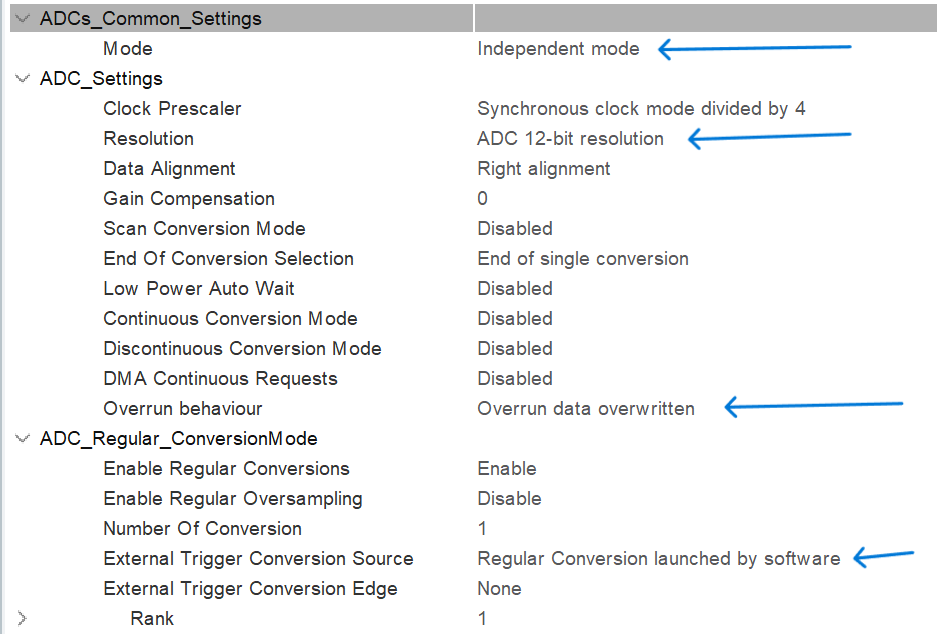 ADCs_Common_Settings
Mode Independent mode
ADC_Settings
Clock Prescaler Synchronous clock mode divided by 4
Resolution ADC 12-bit resolution
Data Alignment Right alignment
Gain Compensation 0
Scan Conversion Mode Disabled
End Of Conversion Selection End of single conversion
Low Power Auto Wait Disabled
Continuous Conversion Mode Disabled
Discontinuous Conversion Mode Disabled
DMA Continuous Requests Disabled
Overrun behaviour Overrun data overwritten
ADC_Regular_ConversionMode
Enable Regular Conversions Enable
Enable Regular Oversampling Disable
Number Of Conversion 1
External Trigger Conversion Source Regular Conversion launched by software
External Trigger Conversion Edge None
Rank 1